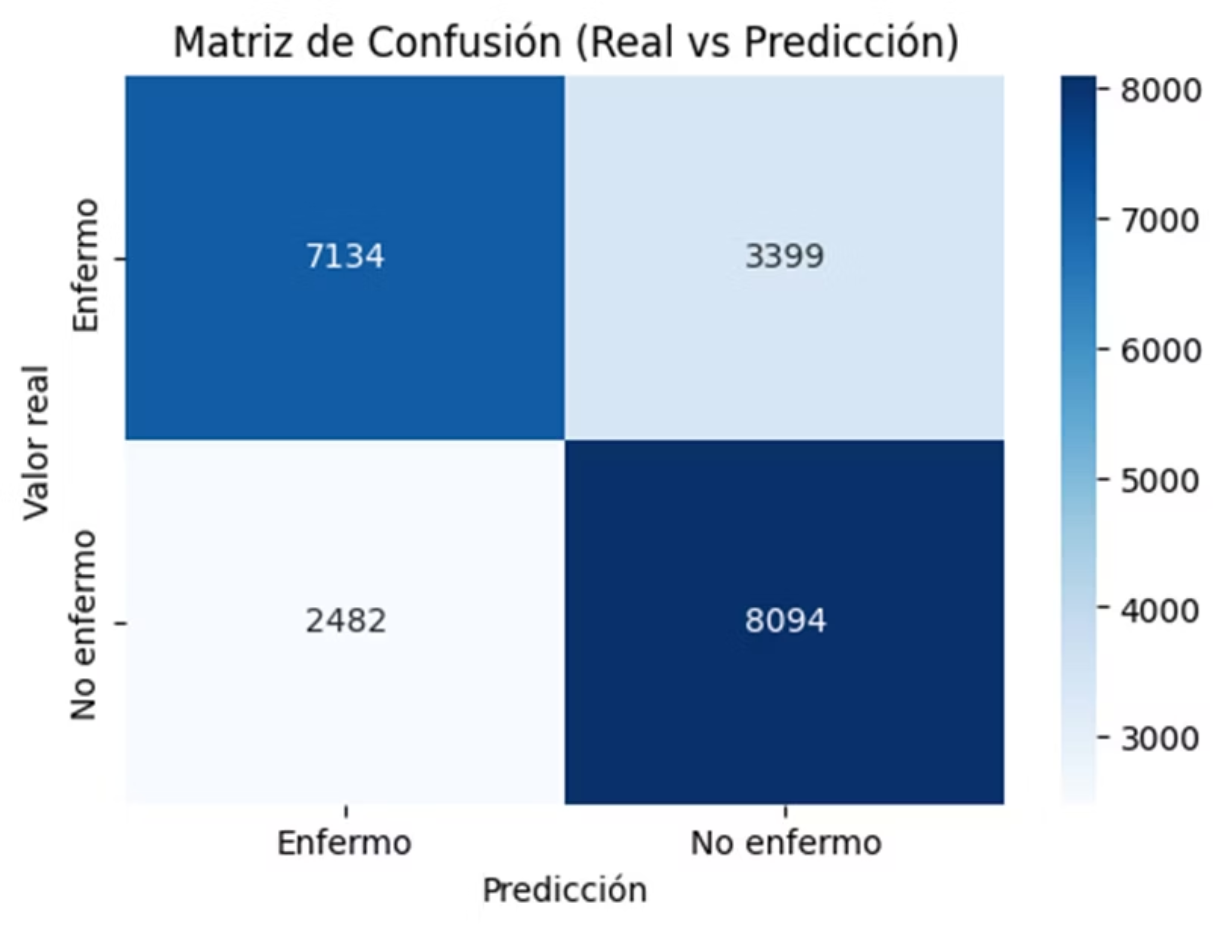 Matriz de Confusión (Real vs Predicción)
Valor real
Enfermo
7134
3399
No enfermo
2482
8094
Enfermo
No enfermo
Predicción
8000
7000
6000
5000
4000
3000